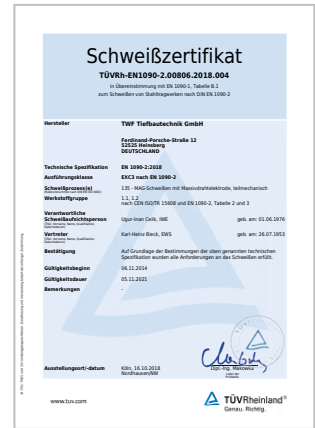 Schweißzertifikat
TÜVRh-EN1090-2.00806.2018.004
in Übereinstimmung mit EN 1090-1, Tabelle B.1
zum Schweißen von Stahltragwerken nach DIN EN 1090-2
Hersteller TWF Tiefbautechnik GmbH
Ferdinand-Porsche-Straße 12
52525 Heinsberg
DEUTSCHLAND
Technische Spezifikation EN 1090-2:2018
Ausführungsklasse EXC3 nach EN 1090-2
Schweißprozess(e) 135 - MAG-Schweißen mit Massivdrahtelektrode, teilmechanisch
Werkstoffgruppe 1.1, 1.2
nach CEN ISO/TR 15608 und EN 1090-2, Tabelle 2 und 3
Verantwortliche
Schweißaufsichtsperson Ugur-Inan Celik, IWE geb. am: 01.06.1976
Vertreter Karl-Heinz Bleck, EWS geb. am: 26.07.1953
Bestätigung Auf Grundlage der Bestimmungen der oben genannten technischen
Spezifikation wurden alle Anforderungen an das Schweißen erfüllt.
Gültigkeitsbeginn 06.11.2014
Gültigkeitsdauer 05.11.2021
Bemerkungen -
Ausstellungsort/-datum Köln, 16.10.2018
Nordhausen/NW
Dipl.-Ing. Makowka
www.tuv.com
TÜVRheinland®
Genau. Richtig.